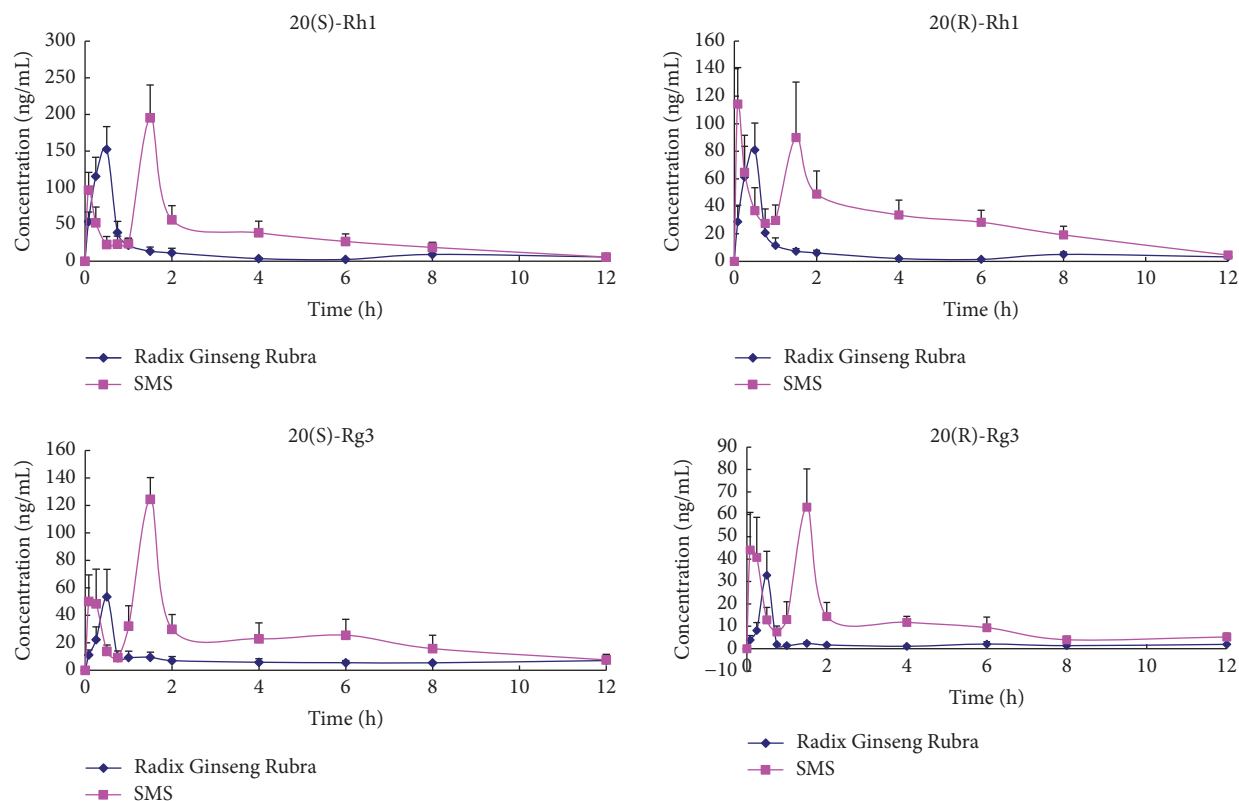 20(S)-Rh1
300
250
200
150
100
50
0
Concentration (ng/mL)
0 2 4 6 8 10 12
Time (h)
Radix Ginseng Rubra
SMS
20(R)-Rh1
160
140
120
100
80
60
40
20
0
Concentration (ng/mL)
0 2 4 6 8 10 12
Time (h)
Radix Ginseng Rubra
SMS
20(S)-Rg3
160
140
120
100
80
60
40
20
0
Concentration (ng/mL)
0 2 4 6 8 10 12
Time (h)
Radix Ginseng Rubra
SMS
20(R)-Rg3
90
80
70
60
50
40
30
20
10
0
−10
Concentration (ng/mL)
0 2 4 6 8 10 12
Time (h)
Radix Ginseng Rubra
SMS